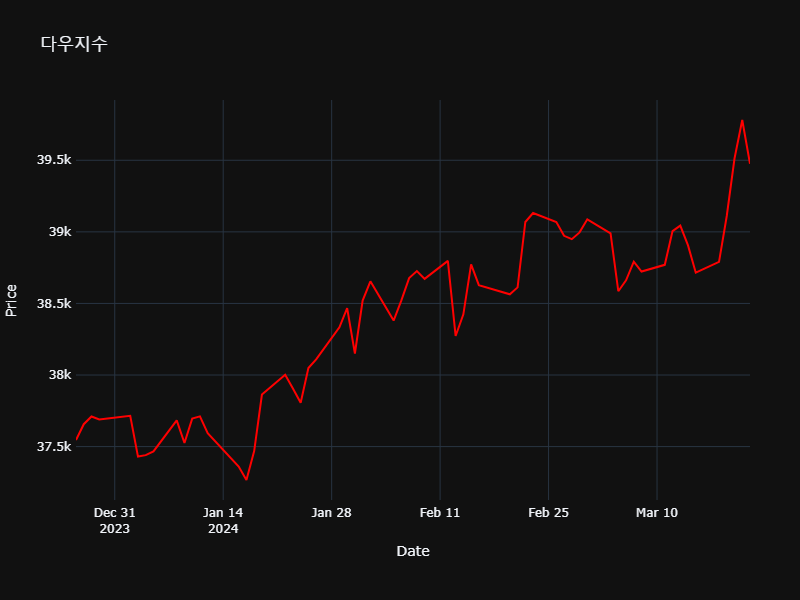 다우지수
39.5k
39k
38.5k
38k
37.5k
Price
Dec 31
2023
Jan 14
2024
Jan 28
Feb 11
Feb 25
Mar 10
Date